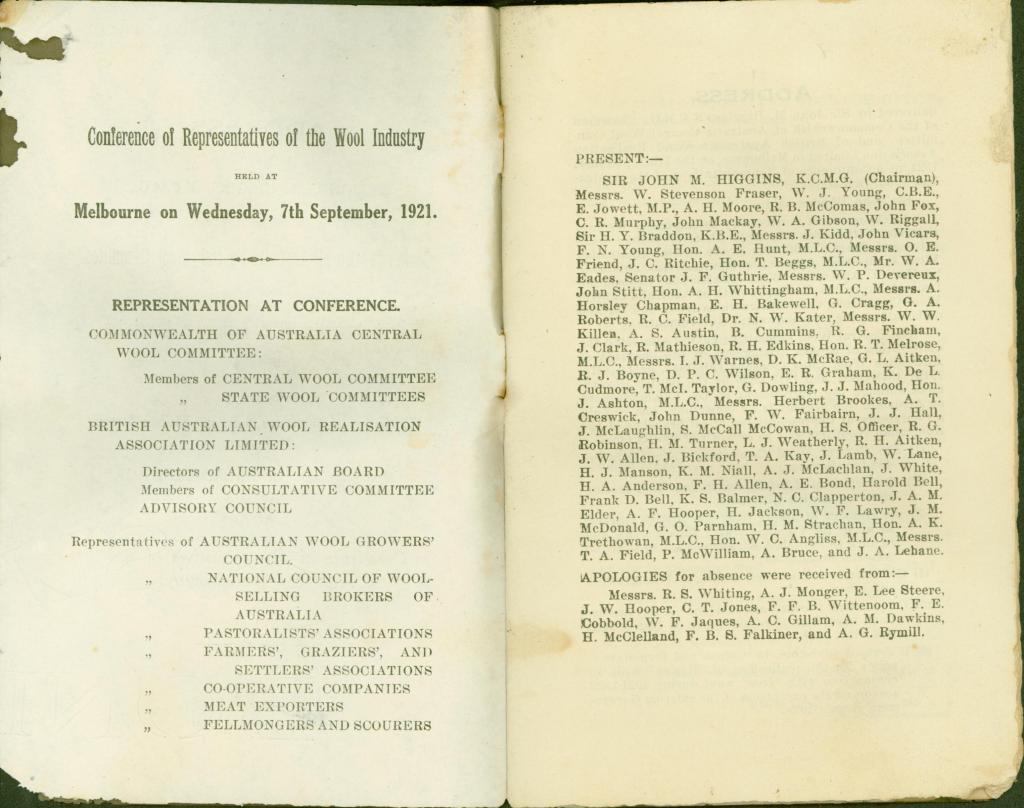 Conference of Representatives of the Wool Industry
HELD AT
Melbourne on Wednesday, 7th September, 1921.
REPRESENTATION AT CONFERENCE.
COMMONWEALTH OF AUSTRALIA CENTRAL
WOOL COMMITTEE:
Members of CENTRAL WOOL COMMITTEE
„ STATE WOOL COMMITTEES
BRITISH AUSTRALIAN WOOL REALISATION
ASSOCIATION LIMITED:
Directors of AUSTRALIAN BOARD
Members of CONSULTATIVE COMMITTEE
ADVISORY COUNCIL
Representatives of AUSTRALIAN WOOL GROWERS'
COUNCIL.
„ NATIONAL COUNCIL OF WOOL-
SELLING BROKERS OF
AUSTRALIA
„ PASTORALISTS' ASSOCIATIONS
„ FARMERS', GRAZIERS', AND
SETTLERS' ASSOCIATIONS
„ CO-OPERATIVE COMPANIES
„ MEAT EXPORTERS
„ FELLMONGERS AND SCOURERS
PRESENT:—
SIR JOHN M. HIGGINS, K.C.M.G. (Chairman),
Messrs. W. Stevenson Fraser, W. J. Young, C.B.E.,
E. Jowett, M.P., A. H. Moore, R. B. McComas, John Fox,
C. R. Murphy, John Mackay, W. A. Gibson, W. Riggall,
Sir H. Y. Braddon, K.B.E., Messrs. J. Kidd, John Vicars,
F. N. Young, Hon. A. E. Hunt, M.L.C., Messrs. O. E.
Friend, J. C. Ritchie, Hon. T. Beggs, M.L.C., Mr. W. A.
Eades, Senator J. F. Guthrie, Messrs. W. P. Devereux,
John Stitt, Hon. A. H. Whittingham, M.L.C., Messrs. A.
Horsley Chapman, E. H. Bakewell, G. Cragg, G. A.
Roberts, R. C. Field, Dr. N. W. Kater, Messrs. W. W.
Killen, A. S. Austin, B. Cummins, R. G. Fincham,
J. Clark, R. Mathieson, R. H. Edkins, Hon. R. T. Melrose,
M.L.C., Messrs. I. J. Warnes, D. K. McRae, G. L. Aitken,
R. J. Boyne, D. P. C. Wilson, E. R. Graham, K. De L.
Cudmore, T. McI. Taylor, G. Dowling, J. J. Mahood, Hon.
J. Ashton, M.L.C., Messrs. Herbert Brookes, A. T.
Creswick, John Dunne, F. W. Fairbairn, J. J. Hall,
J. McLaughlin, S. McCall McCowan, H. S. Officer, R. G.
Robinson, H. M. Turner, L. J. Weatherly, R. H. Aitken,
J. W. Allen, J. Bickford, T. A. Kay, J. Lamb, W. Lane,
H. J. Manson, K. M. Niall, A. J. McLachlan, J. White,
H. A. Anderson, F. H. Allen, A. E. Bond, Harold Bell,
Frank D. Bell, K. S. Balmer, N. C. Clapperton, J. A. M.
Elder, A. F. Hooper, H. Jackson, W. F. Lawry, J. M.
McDonald, G. O. Parnham, H. M. Strachan, Hon. A. K.
Trethowan, M.L.C., Hon. W. C. Angliss, M.L.C., Messrs.
T. A. Field, P. McWilliam, A. Bruce, and J. A. Lehane.
APOLOGIES for absence were received from:—
Messrs. R. S. Whiting, A. J. Monger, E. Lee Steere,
J. W. Hooper, C. T. Jones, F. F. B. Wittenoom, F. E.
Cobbold, W. F. Jaques, A. C. Gillam, A. M. Dawkins,
H. McClelland, F. B. S. Falkiner, and A. G. Rymill.